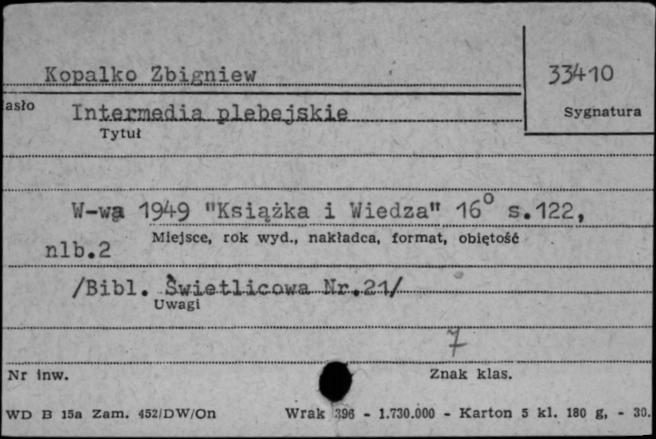 Kopalko Zbigniew
33410
asło
Intermedia plebejskie
Sygnatura
Tytuł
W-wa 1949 "Książka i Wiedza" 16° s.122,
Miejsce, rok wyd., nakładca, format, obiętość
nlb.2
/Bibl. Świetlicowa Nr.21/
Uwagi
7
Nr inw.
Znak klas.
WD B 15a Zam. 452/DW/On Wrak 396 - 1.730.000 - Karton 5 kl. 180 g, - 30.